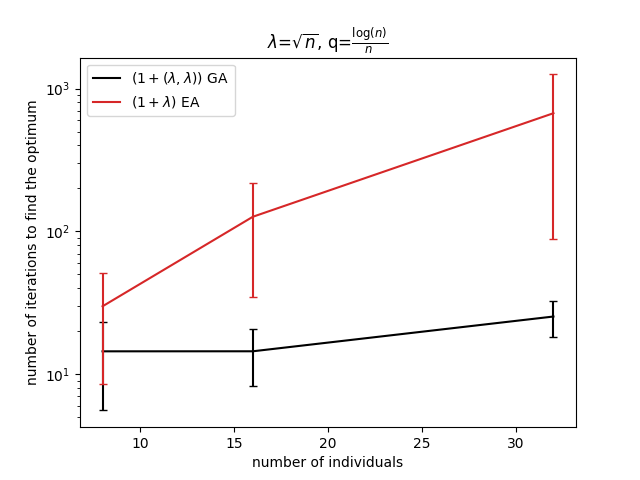 λ=√n, q=log(n)/n
(1 + (λ, λ)) GA
(1 + λ) EA
number of iterations to find the optimum
10³
10²
10¹
10 15 20 25 30
number of individuals